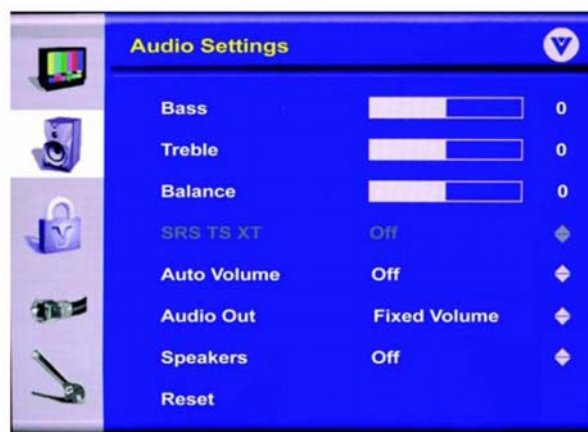 Audio Settings
Bass 0
Treble 0
Balance 0
SRS TS XT Off
Auto Volume Off
Audio Out Fixed Volume
Speakers Off
Reset